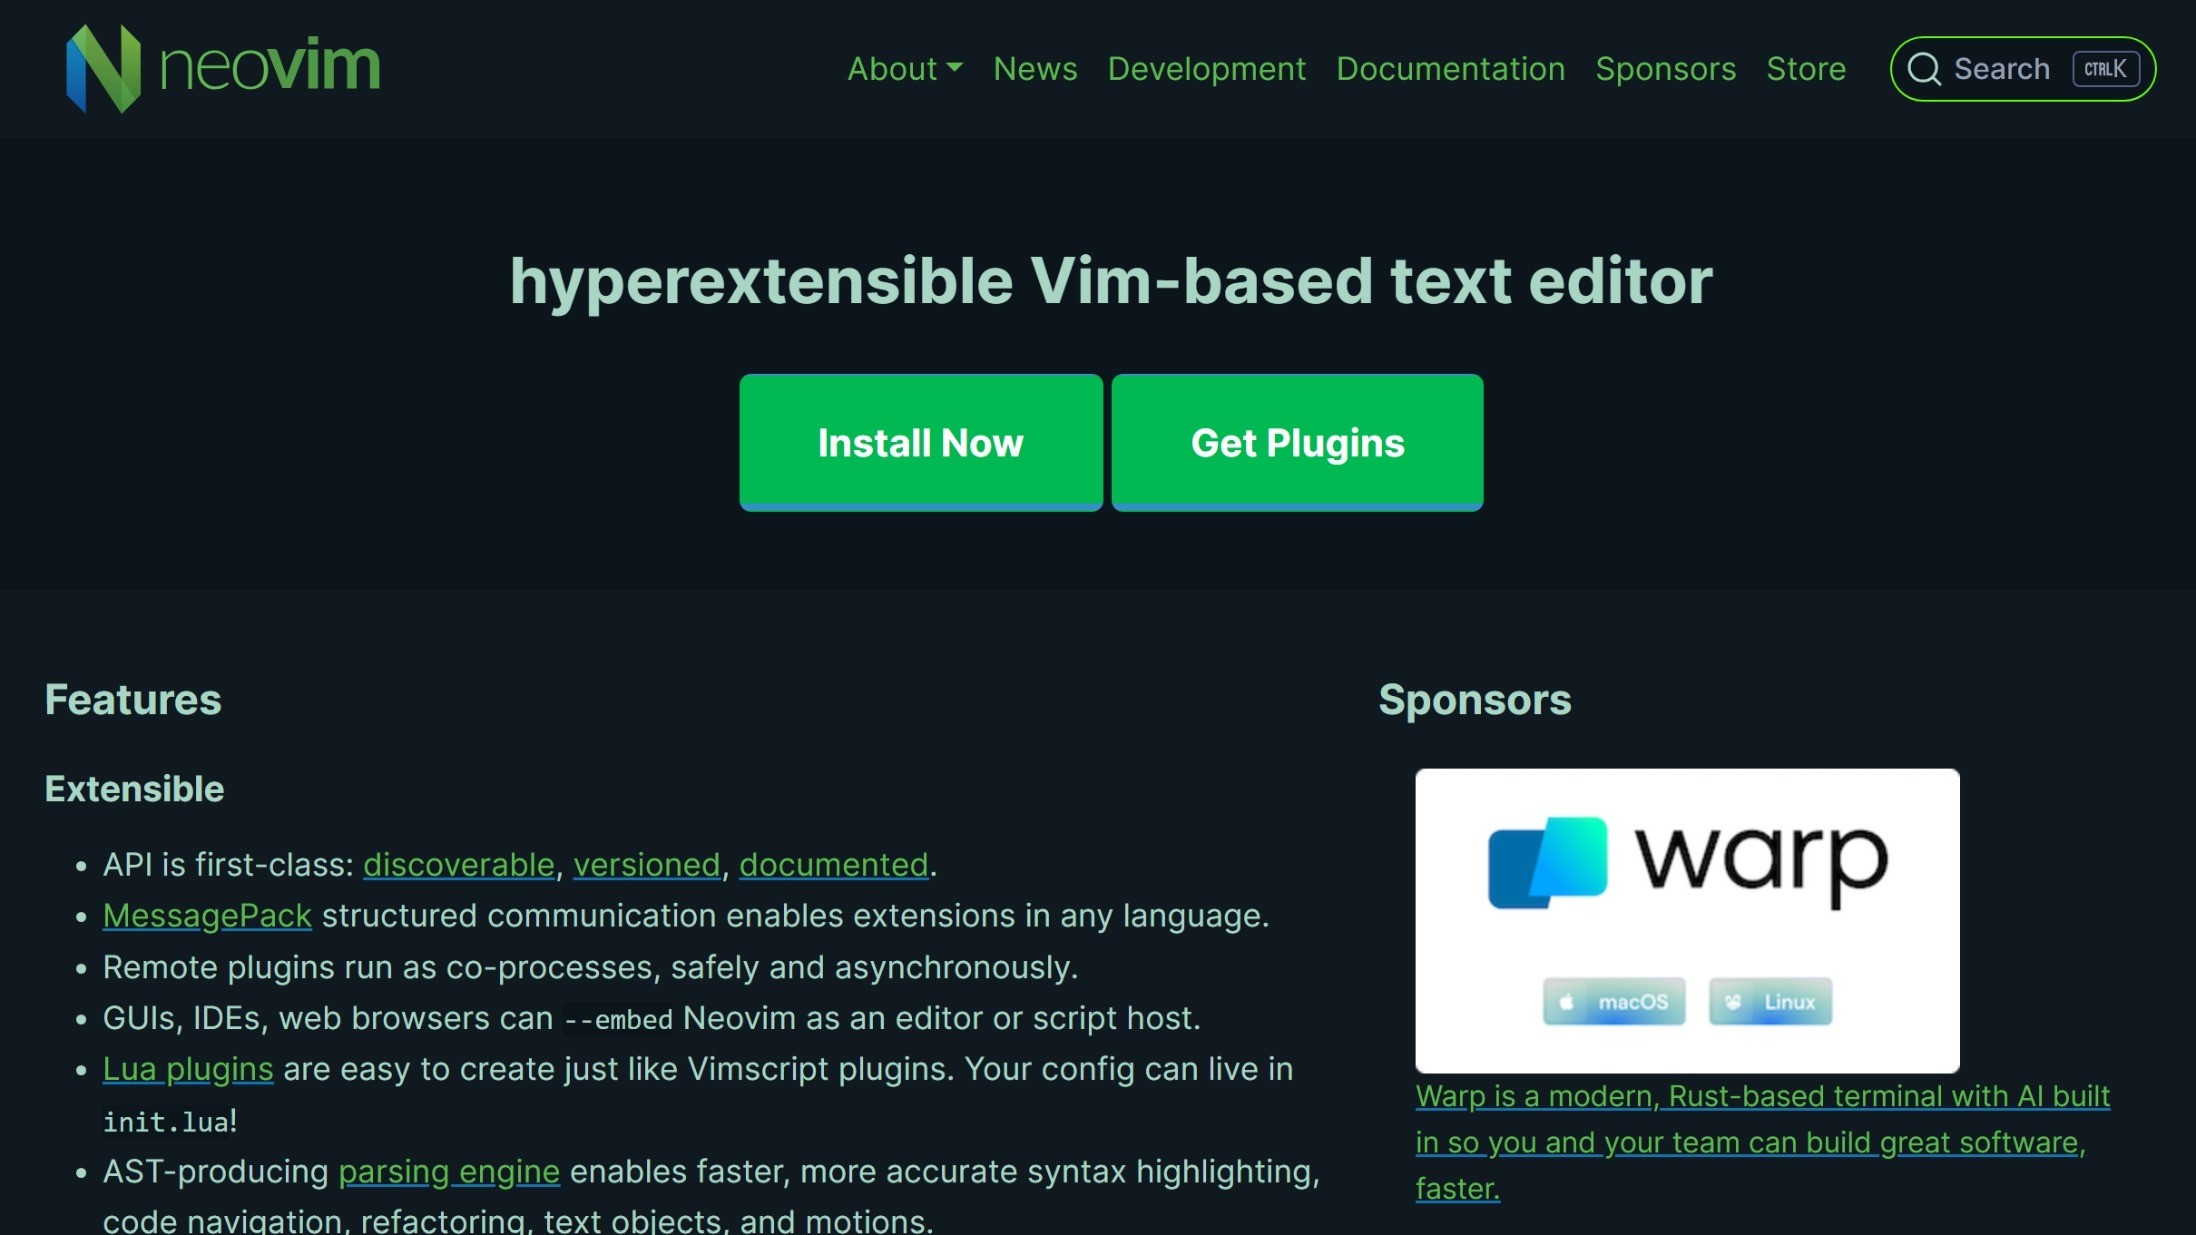 neovim
About News Development Documentation Sponsors Store Search CTRL K
hyperextensible Vim-based text editor
Install Now Get Plugins
Features
Extensible
• API is first-class: discoverable, versioned, documented.
• MessagePack structured communication enables extensions in any language.
• Remote plugins run as co-processes, safely and asynchronously.
• GUIs, IDEs, web browsers can --embed Neovim as an editor or script host.
• Lua plugins are easy to create just like Vimscript plugins. Your config can live in
init.lua!
• AST-producing parsing engine enables faster, more accurate syntax highlighting,
code navigation, refactoring, text objects, and motions.
Sponsors
warp
macOS Linux
Warp is a modern, Rust-based terminal with AI built
in so you and your team can build great software,
faster.